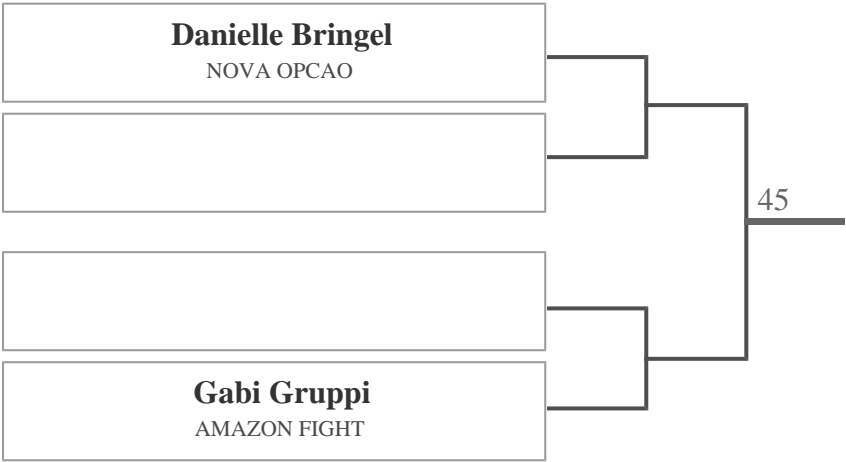 Danielle Bringel
NOVA OPCAO
45
Gabi Gruppi
AMAZON FIGHT